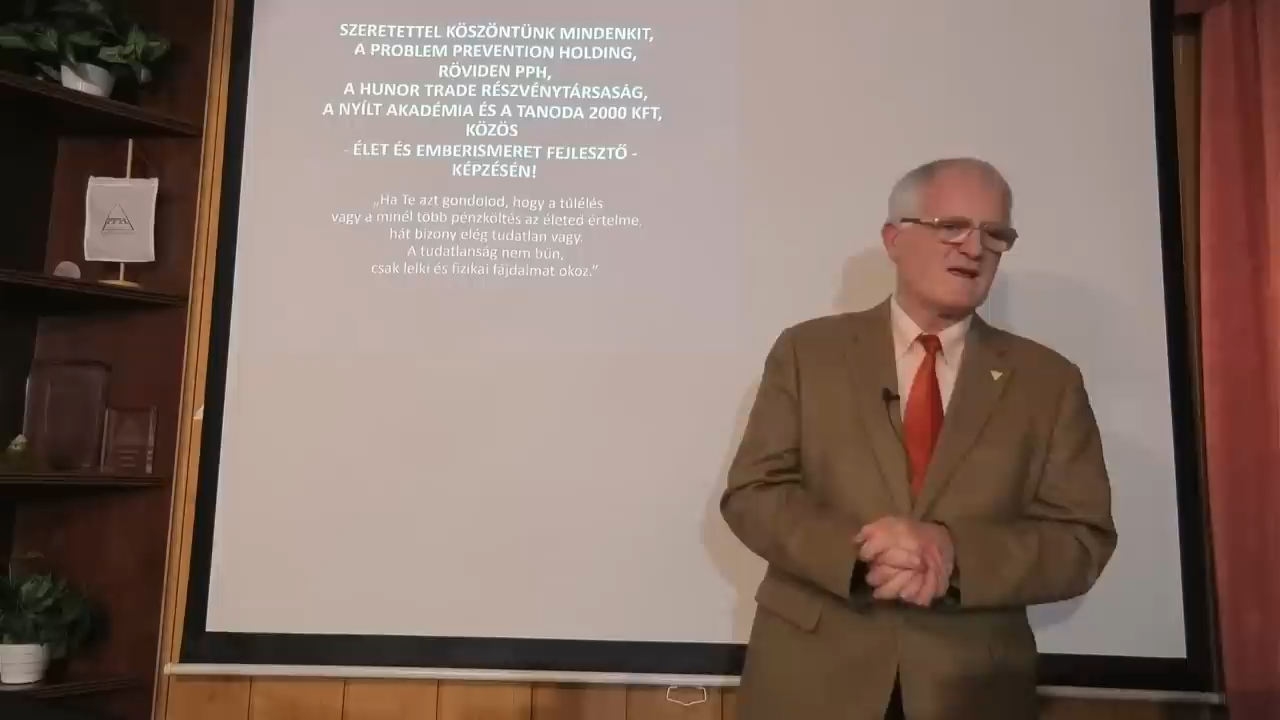 SZERETETTEL KÖSZÖNTÜNK MINDENKIT,
A PROBLEM PREVENTION HOLDING,
RÖVIDEN PPH,
A HUNOR TRADE RÉSZVÉNYTÁRSASÁG,
A NYÍLT AKADÉMIA ÉS A TANODA 2000 KFT,
KÖZÖS
- ÉLET ÉS EMBERISMERET FEJLESZTŐ -
KÉPZÉSÉN!
„Ha Te azt gondolod, hogy a túlélés
vagy a minél több pénzköltés az életed értelme,
hát bizony elég tudatlan vagy.
A tudatlanság nem bűn,
csak lelki és fizikai fájdalmat okoz.”